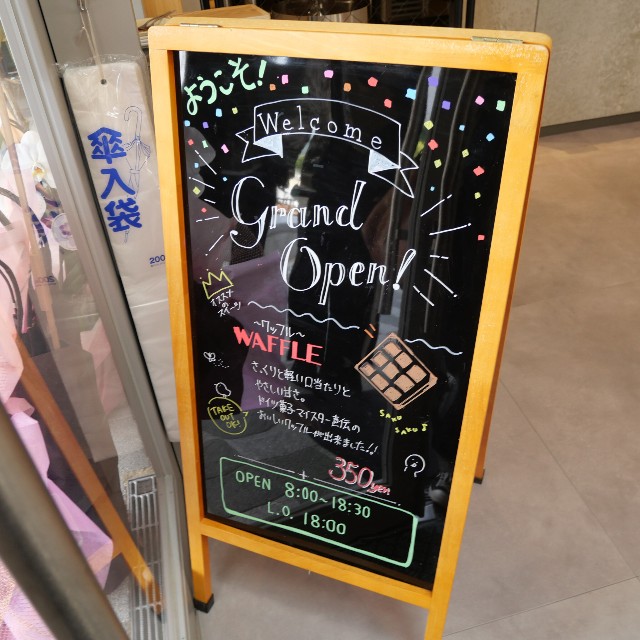 ようこそ!
Welcome
Grand
Open!
オススメ
の
スイーツ
~ワッフル~
WAFFLE
さくりと軽い口当たりと
やさしい甘さ。
ドイツ菓子マイスター直伝の
おいしいワッフルが出来ました!!
TAKE
OUT
OK!
SAKU
SAKU
350yen
OPEN 8:00~18:30
L.O. 18:00
傘入袋
200